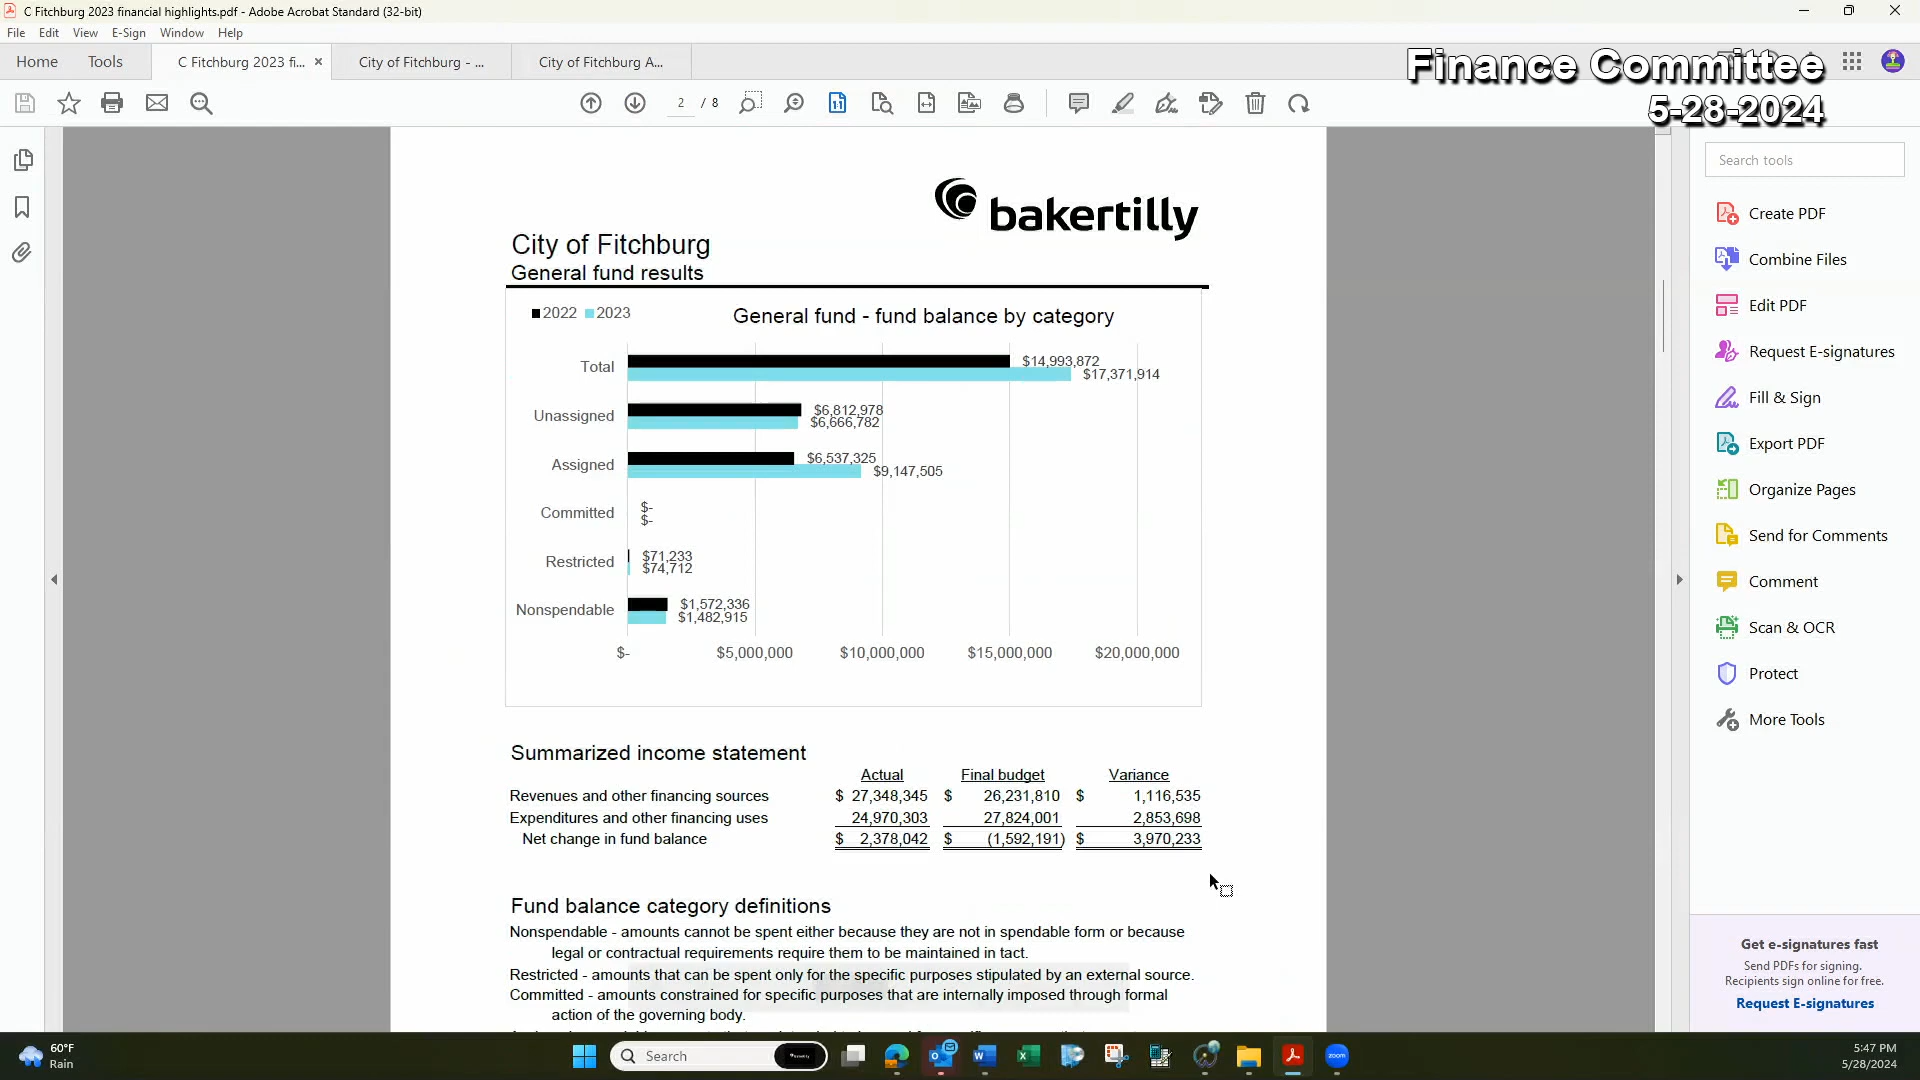 C Fitchburg 2023 financial highlights.pdf - Adobe Acrobat Standard (32-bit)
File Edit View E-Sign Window Help
Home Tools C Fitchburg 2023 fi... × City of Fitchburg - ... City of Fitchburg A...
Finance Committee
5-28-2024
2 / 8
Search tools
Create PDF
Combine Files
Edit PDF
Request E-signatures
Fill & Sign
Export PDF
Organize Pages
Send for Comments
Comment
Scan & OCR
Protect
More Tools
Get e-signatures fast
Send PDFs for signing.
Recipients sign online for free.
Request E-signatures
bakertilly
City of Fitchburg
General fund results
2022 2023
General fund - fund balance by category
Total $14,993,872
$17,371,914
Unassigned $6,812,978
$6,666,782
Assigned $6,537,325
$9,147,505
Committed $-
$-
Restricted $71,233
$74,712
Nonspendable $1,572,336
$1,482,915
$- $5,000,000 $10,000,000 $15,000,000 $20,000,000
Summarized income statement
Actual Final budget Variance
Revenues and other financing sources $ 27,348,345 $ 26,231,810 $ 1,116,535
Expenditures and other financing uses 24,970,303 27,824,001 2,853,698
Net change in fund balance $ 2,378,042 $ (1,592,191) $ 3,970,233
Fund balance category definitions
Nonspendable - amounts cannot be spent either because they are not in spendable form or because
legal or contractual requirements require them to be maintained in tact.
Restricted - amounts that can be spent only for the specific purposes stipulated by an external source.
Committed - amounts constrained for specific purposes that are internally imposed through formal
action of the governing body.
60°F
Rain
Search
zoom
5:47 PM
5/28/2024